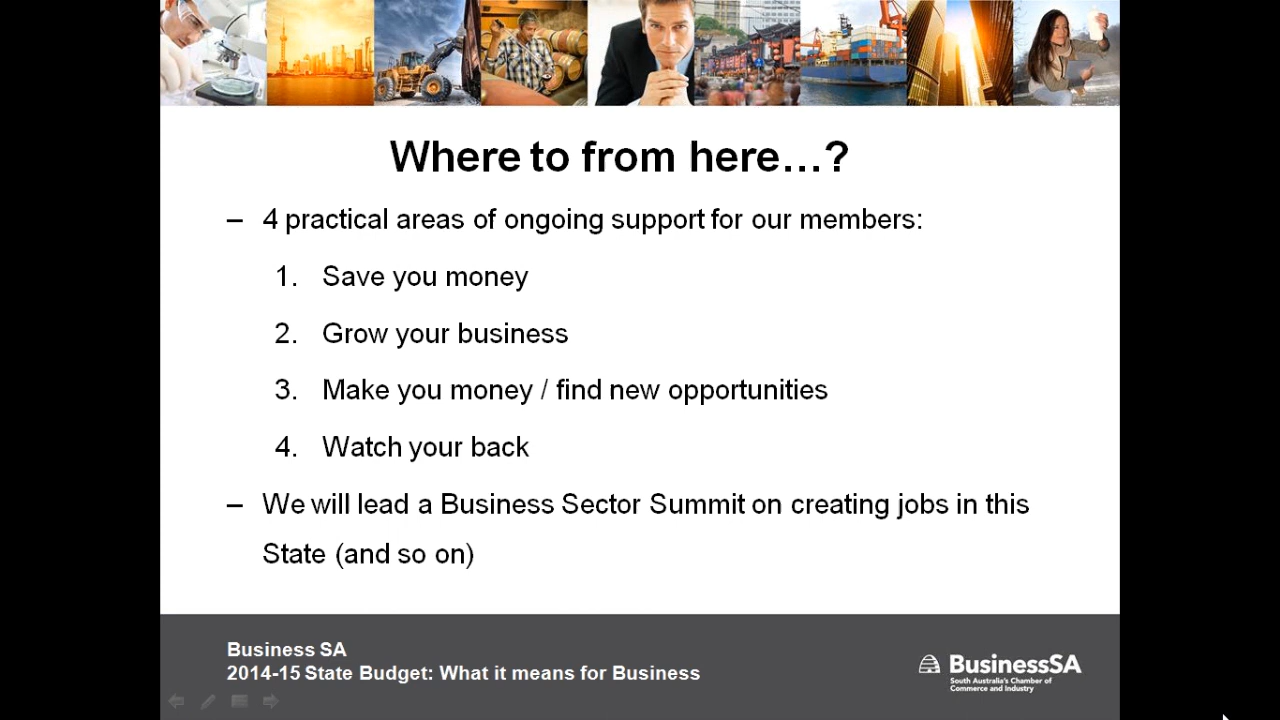 Where to from here...?
– 4 practical areas of ongoing support for our members:
1. Save you money
2. Grow your business
3. Make you money / find new opportunities
4. Watch your back
– We will lead a Business Sector Summit on creating jobs in this
State (and so on)
Business SA
2014-15 State Budget: What it means for Business
BusinessSA
South Australia's Chamber of
Commerce and Industry